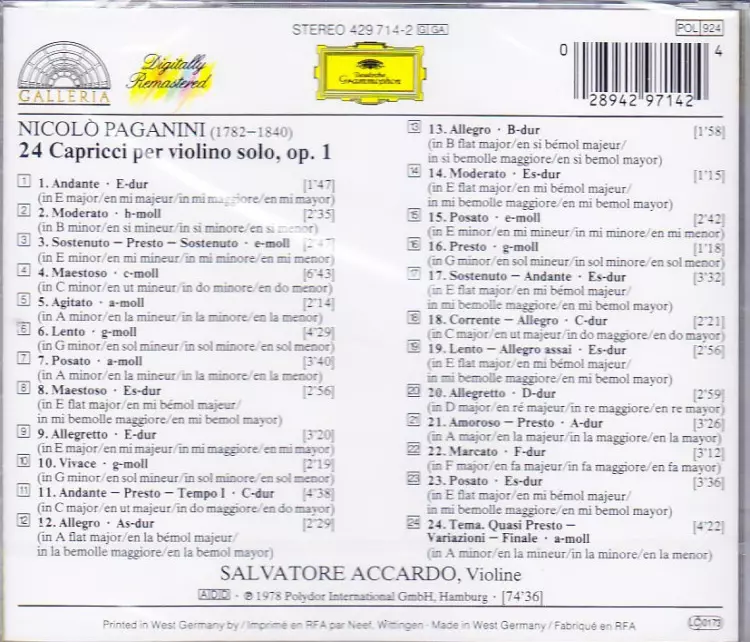 STEREO 429 714-2 GIGA
POL 924
GALLERIA
Digitally
Remastered
Deutsche
Grammophon
0 28942 97142 4
NICOLÒ PAGANINI (1782–1840)
24 Capricci per violino solo, op. 1
1 1. Andante · E-dur [1'47]
(in E major/en mi majeur/in mi maggiore/en mi mayor)
2 2. Moderato · h-moll [2'35]
(in B minor/en si mineur/in si minore/en si menor)
3 3. Sostenuto – Presto – Sostenuto · e-moll [2'47]
(in E minor/en mi mineur/in mi minore/en mi menor)
4 4. Maestoso · c-moll [6'43]
(in C minor/en ut mineur/in do minore/en do menor)
5 5. Agitato · a-moll [2'14]
(in A minor/en la mineur/in la minore/en la menor)
6 6. Lento · g-moll [4'29]
(in G minor/en sol mineur/in sol minore/en sol menor)
7 7. Posato · a-moll [3'40]
(in A minor/en la mineur/in la minore/en la menor)
8 8. Maestoso · Es-dur [2'56]
(in E flat major/en mi bémol majeur/
in mi bemolle maggiore/en mi bemol mayor)
9 9. Allegretto · E-dur [3'20]
(in E major/en mi majeur/in mi maggiore/en mi mayor)
10 10. Vivace · g-moll [2'19]
(in G minor/en sol mineur/in sol minore/en sol menor)
11 11. Andante – Presto – Tempo I · C-dur [4'38]
(in C major/en ut majeur/in do maggiore/en do mayor)
12 12. Allegro · As-dur [2'29]
(in A flat major/en la bémol majeur/
in la bemolle maggiore/en la bemol mayor)
13 13. Allegro · B-dur [1'58]
(in B flat major/en si bémol majeur/
in si bemolle maggiore/en si bemol mayor)
14 14. Moderato · Es-dur [1'15]
(in E flat major/en mi bémol majeur/
in mi bemolle maggiore/en mi bemol mayor)
15 15. Posato · e-moll [2'42]
(in E minor/en mi mineur/in mi minore/en mi menor)
16 16. Presto · g-moll [1'18]
(in G minor/en sol mineur/in sol minore/en sol menor)
17 17. Sostenuto – Andante · Es-dur [3'32]
(in E flat major/en mi bémol majeur/
in mi bemolle maggiore/en mi bemol mayor)
18 18. Corrente – Allegro · C-dur [2'21]
(in C major/en ut majeur/in do maggiore/en do mayor)
19 19. Lento – Allegro assai · Es-dur [2'56]
(in E flat major/en mi bémol majeur/
in mi bemolle maggiore/en mi bemol mayor)
20 20. Allegretto · D-dur [2'59]
(in D major/en ré majeur/in re maggiore/en re mayor)
21 21. Amoroso – Presto · A-dur [3'26]
(in A major/en la majeur/in la maggiore/en la mayor)
22 22. Marcato · F-dur [3'12]
(in F major/en fa majeur/in fa maggiore/en fa mayor)
23 23. Posato · Es-dur [3'36]
(in E flat major/en mi bémol majeur/
in mi bemolle maggiore/en mi bemol mayor)
24 24. Tema. Quasi Presto –
Variazioni – Finale · a-moll [4'22]
(in A minor/en la mineur/in la minore/en la menor)
SALVATORE ACCARDO, Violine
ADD · ℗ 1978 Polydor International GmbH, Hamburg · [74'36]
Printed in West Germany by/Imprimé en RFA par Neef, Wittingen · Made in West Germany/Fabriqué en RFA
LC 0173